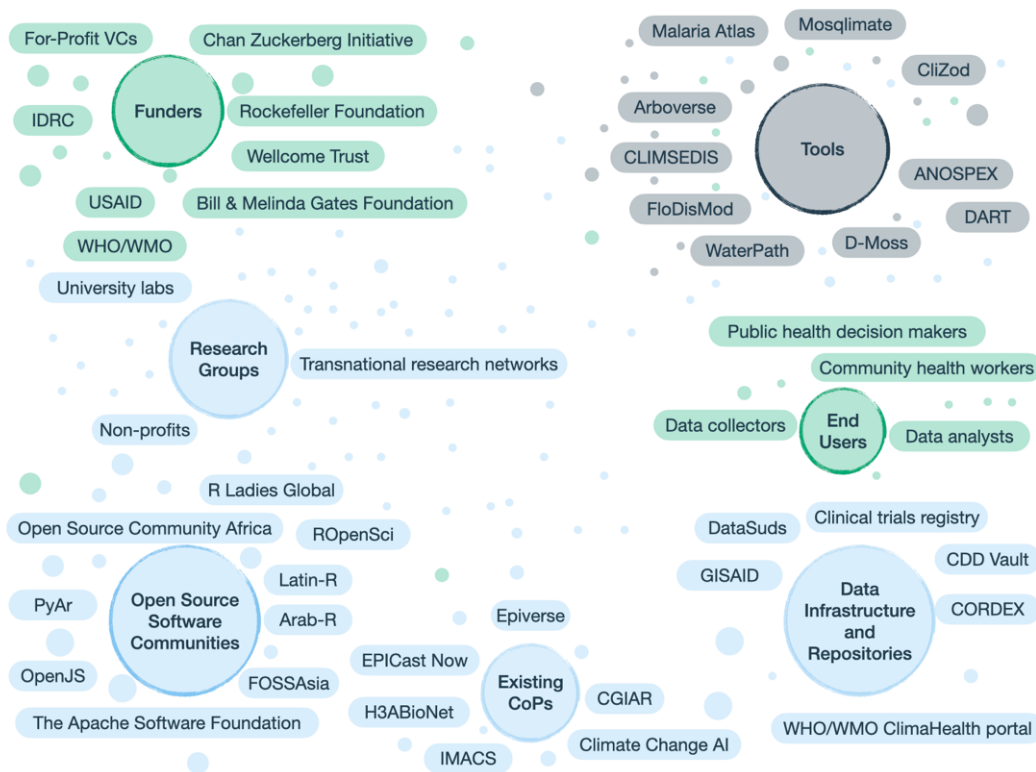 For-Profit VCs
Chan Zuckerberg Initiative
Funders
IDRC
Rockefeller Foundation
Wellcome Trust
USAID
Bill & Melinda Gates Foundation
WHO/WMO
Malaria Atlas
Mosqlimate
CliZod
Arboverse
Tools
CLIMSEDIS
ANOSPEX
FloDisMod
DART
WaterPath
D-Moss
University labs
Research
Groups
Transnational research networks
Non-profits
Public health decision makers
Community health workers
Data collectors
End
Users
Data analysts
R Ladies Global
Open Source Community Africa
ROpenSci
Latin-R
PyAr
Open Source
Software
Communities
Arab-R
OpenJS
FOSSAsia
The Apache Software Foundation
Epiverse
EPICast Now
Existing
CoPs
CGIAR
H3ABioNet
IMACS
Climate Change AI
DataSuds
Clinical trials registry
CDD Vault
GISAID
Data
Infrastructure
and
Repositories
CORDEX
WHO/WMO ClimaHealth portal